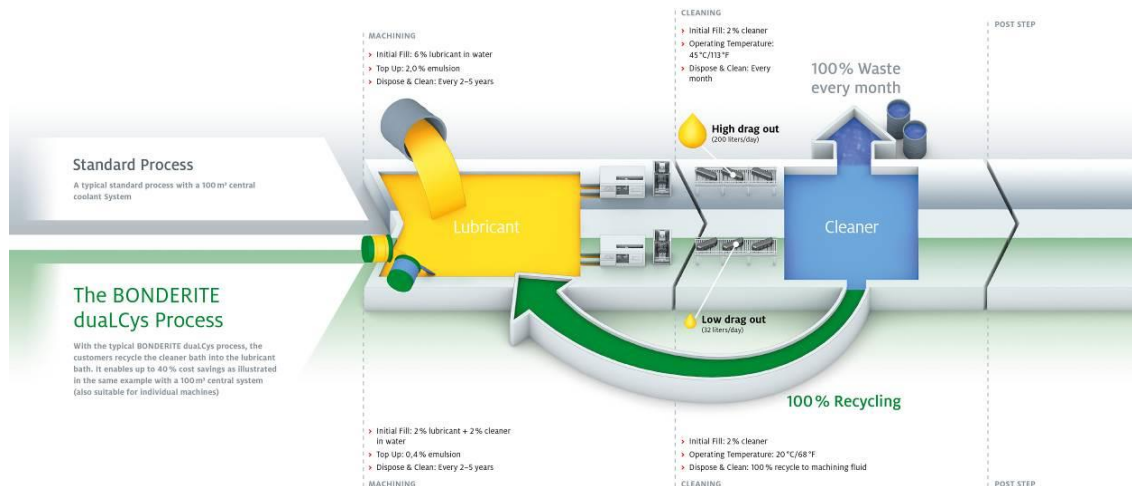 MACHINING
› Initial Fill: 6% lubricant in water
› Top Up: 2,0% emulsion
› Dispose & Clean: Every 2–5 years
CLEANING
› Initial Fill: 2% cleaner
› Operating Temperature:
45°C/113°F
› Dispose & Clean: Every
month
POST STEP
100% Waste
every month
High drag out
(200 liters/day)
Standard Process
A typical standard process with a 100 m³ central
coolant System
Lubricant
Cleaner
The BONDERITE
duaLCys Process
With the typical BONDERITE duaLCys process, the
customers recycle the cleaner bath into the lubricant
bath. It enables up to 40% cost savings as illustrated
in the same example with a 100 m³ central system
(also suitable for individual machines)
Low drag out
(32 liters/day)
100% Recycling
› Initial Fill: 2% lubricant + 2% cleaner
in water
› Top Up: 0,4% emulsion
› Dispose & Clean: Every 2–5 years
MACHINING
› Initial Fill: 2% cleaner
› Operating Temperature: 20°C/68°F
› Dispose & Clean: 100% recycle to machining fluid
CLEANING
POST STEP